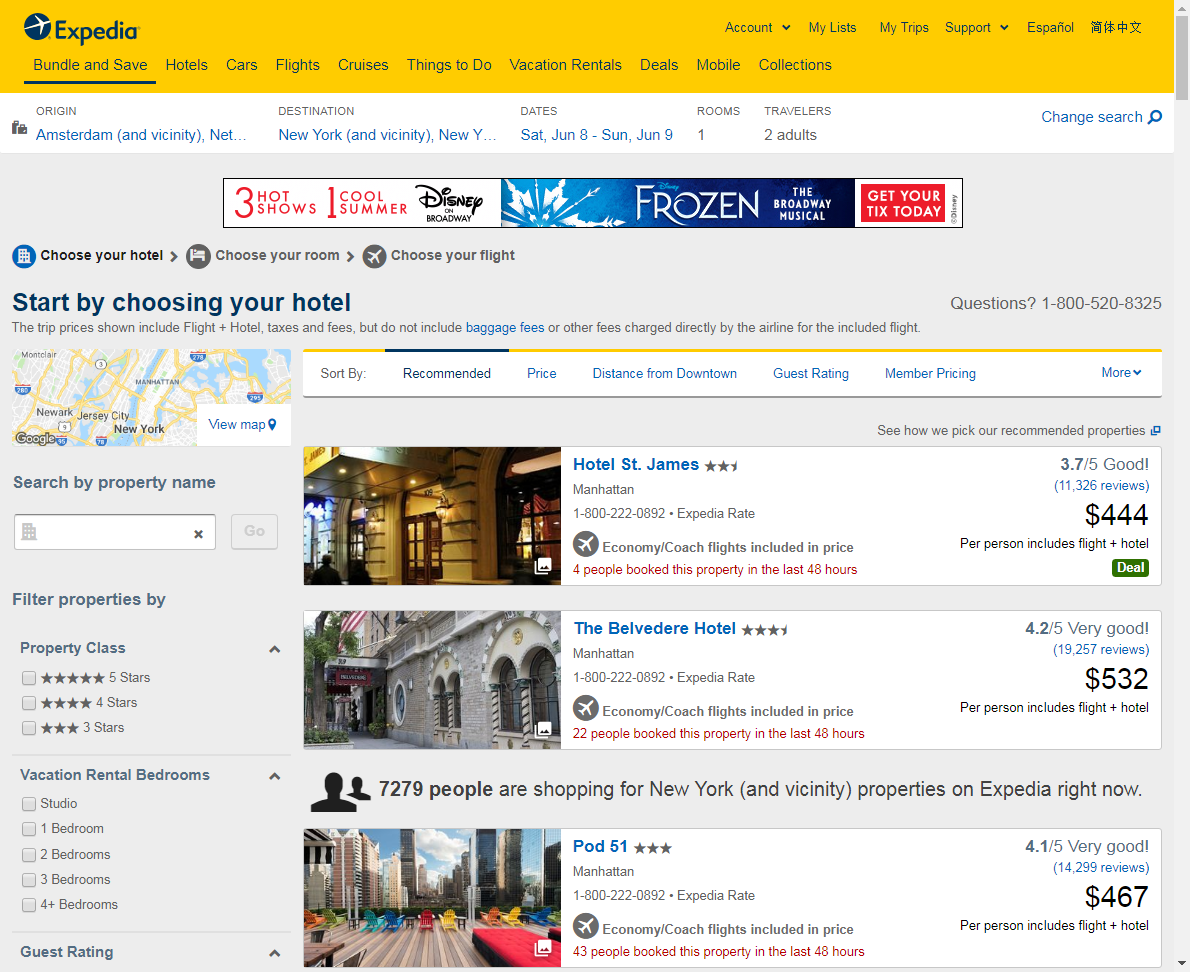 Expedia
Account My Lists My Trips Support Español 简体中文
Bundle and Save Hotels Cars Flights Cruises Things to Do Vacation Rentals Deals Mobile Collections
ORIGIN DESTINATION DATES ROOMS TRAVELERS
Amsterdam (and vicinity), Net... New York (and vicinity), New Y... Sat, Jun 8 - Sun, Jun 9 1 2 adults
Change search
3 HOT SHOWS 1 COOL SUMMER
Disney ON BROADWAY
Disney FROZEN THE BROADWAY MUSICAL
GET YOUR TIX TODAY
©Disney
Choose your hotel Choose your room Choose your flight
Start by choosing your hotel
Questions? 1-800-520-8325
The trip prices shown include Flight + Hotel, taxes and fees, but do not include baggage fees or other fees charged directly by the airline for the included flight.
Montclair
3
278
MANHATTAN
280
295
Newark
Jersey City
9
New York
Google
95
78
View map
Sort By: Recommended Price Distance from Downtown Guest Rating Member Pricing More
See how we pick our recommended properties
Search by property name
Go
Filter properties by
Property Class
5 Stars
4 Stars
3 Stars
Vacation Rental Bedrooms
Studio
1 Bedroom
2 Bedrooms
3 Bedrooms
4+ Bedrooms
Guest Rating
Hotel St. James
Manhattan
1-800-222-0892 • Expedia Rate
Economy/Coach flights included in price
4 people booked this property in the last 48 hours
3.7/5 Good!
(11,326 reviews)
$444
Per person includes flight + hotel
Deal
BELVEDERE
The Belvedere Hotel
Manhattan
1-800-222-0892 • Expedia Rate
Economy/Coach flights included in price
22 people booked this property in the last 48 hours
4.2/5 Very good!
(19,257 reviews)
$532
Per person includes flight + hotel
7279 people are shopping for New York (and vicinity) properties on Expedia right now.
Pod 51
Manhattan
1-800-222-0892 • Expedia Rate
Economy/Coach flights included in price
43 people booked this property in the last 48 hours
4.1/5 Very good!
(14,299 reviews)
$467
Per person includes flight + hotel